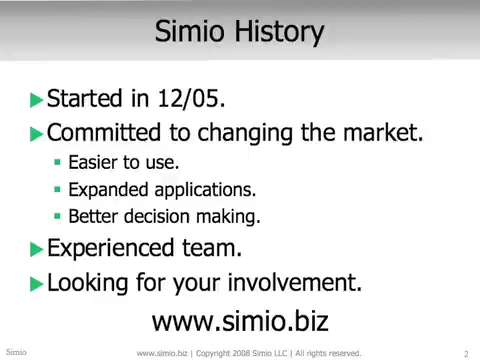 Simio History
Started in 12/05.
Committed to changing the market.
Easier to use.
Expanded applications.
Better decision making.
Experienced team.
Looking for your involvement.
www.simio.biz
Simio
www.simio.biz | Copyright 2008 Simio LLC | All rights reserved.
2